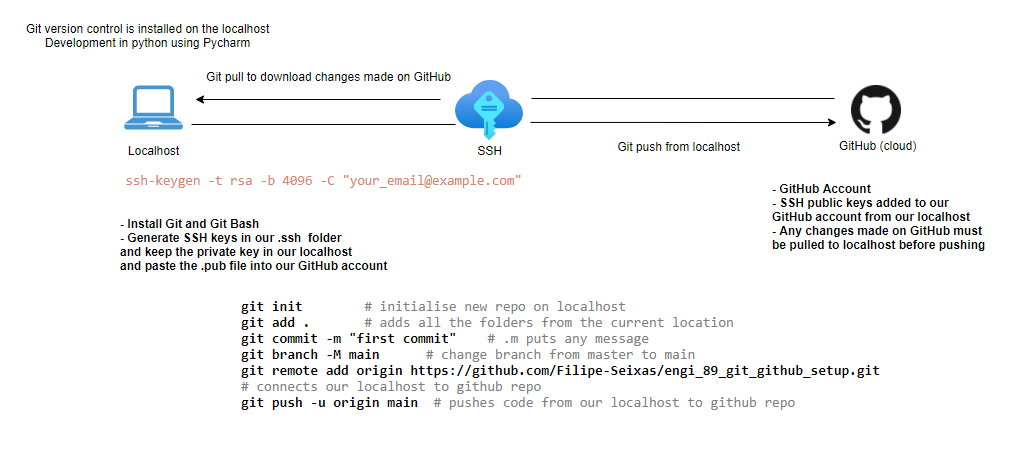 Git version control is installed on the localhost
Development in python using Pycharm
Git pull to download changes made on GitHub
Localhost
SSH
Git push from localhost
GitHub (cloud)
ssh-keygen -t rsa -b 4096 -C "your_email@example.com"
- GitHub Account
- SSH public keys added to our
GitHub account from our localhost
- Any changes made on GitHub must
be pulled to localhost before pushing
- Install Git and Git Bash
- Generate SSH keys in our .ssh  folder
and keep the private key in our localhost
and paste the .pub file into our GitHub account
git init        # initialise new repo on localhost
git add .       # adds all the folders from the current location
git commit -m "first commit"    # .m puts any message
git branch -M main      # change branch from master to main
git remote add origin https://github.com/Filipe-Seixas/engi_89_git_github_setup.git
# connects our localhost to github repo
git push -u origin main  # pushes code from our localhost to github repo